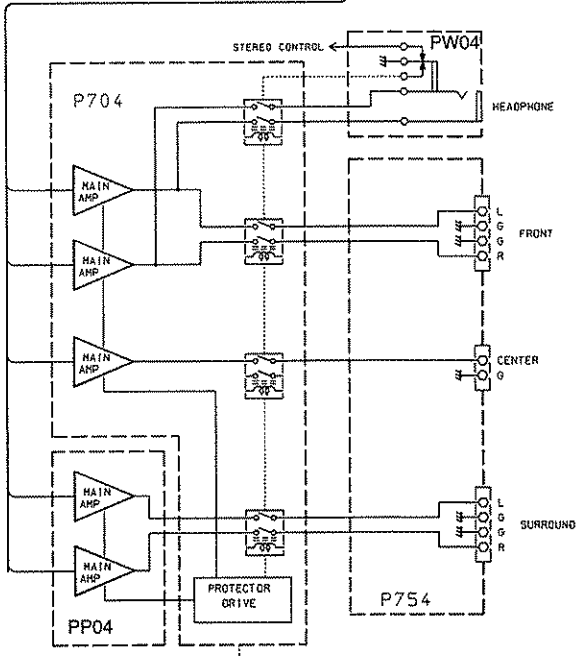 STEREO CONTROL
PW04
P704
HEADPHONE
MAIN
AMP
L
G
G
R
FRONT
MAIN
AMP
MAIN
AMP
CENTER
G
MAIN
AMP
L
G
G
R
SURROUND
MAIN
AMP
PROTECTOR
DRIVE
P754
PP04